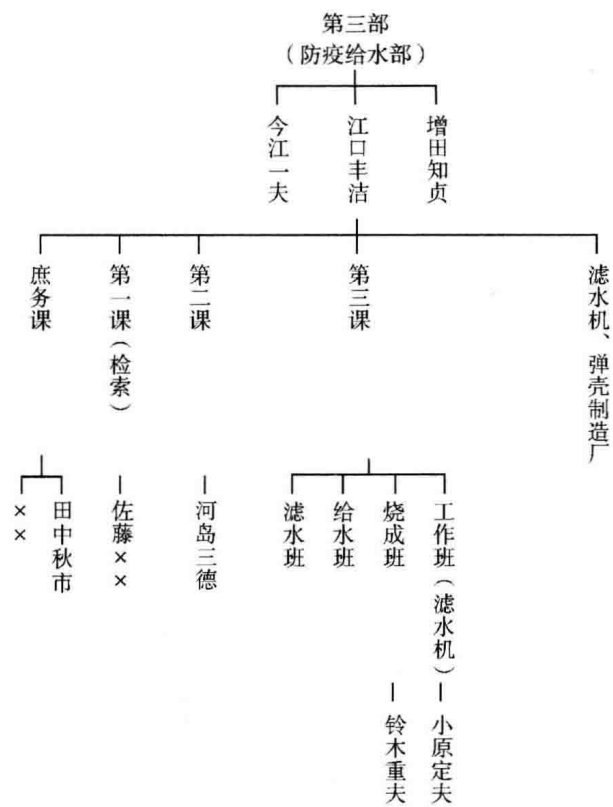 第三部
（防疫给水部）
今江一夫
江口丰洁
增田知贞
庶务课
第一课（检索）
第二课
第三课
滤水机、弹壳制造厂
××
田中秋市
佐藤××
河岛三德
滤水班
给水班
烧成班
工作班（滤水机）
铃木重夫
小原定夫